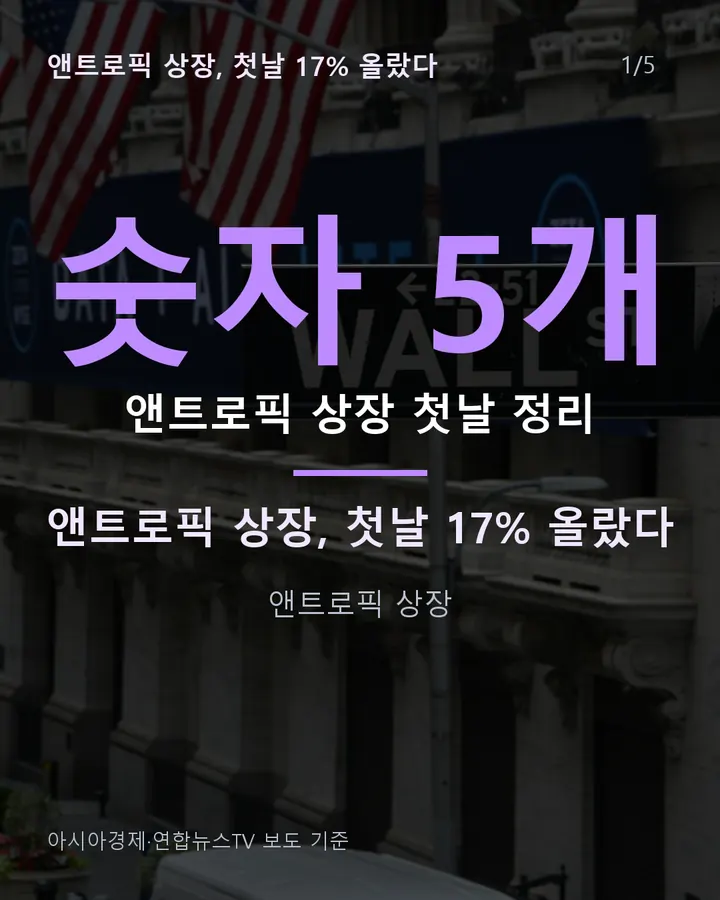 앤트로픽 상장, 첫날 17% 올랐다
1/5
숫자 5개
WALL ST
앤트로픽 상장 첫날 정리
앤트로픽 상장, 첫날 17% 올랐다
앤트로픽 상장
아시아경제·연합뉴스TV 보도 기준